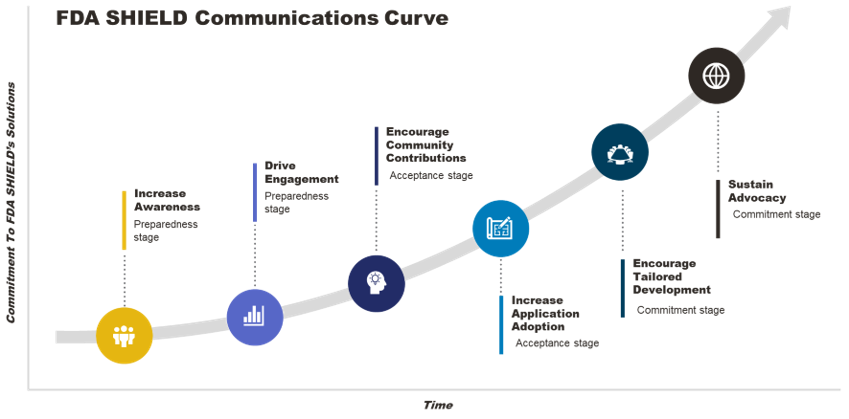 FDA SHIELD Communications Curve
Commitment To FDA SHIELD's Solutions
Increase
Awareness
Preparedness
stage
Drive
Engagement
Preparedness
stage
Encourage
Community
Contributions
Acceptance stage
Increase
Application
Adoption
Acceptance stage
Encourage
Tailored
Development
Commitment stage
Sustain
Advocacy
Commitment stage
Time